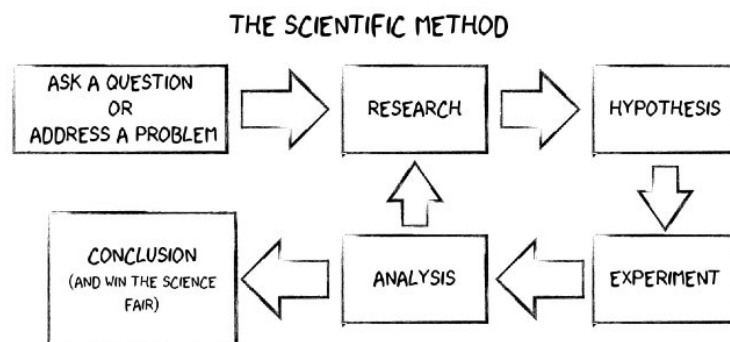 THE SCIENTIFIC METHOD
ASK A QUESTION
OR
ADDRESS A PROBLEM
RESEARCH
HYPOTHESIS
EXPERIMENT
ANALYSIS
CONCLUSION
(AND WIN THE SCIENCE
FAIR)